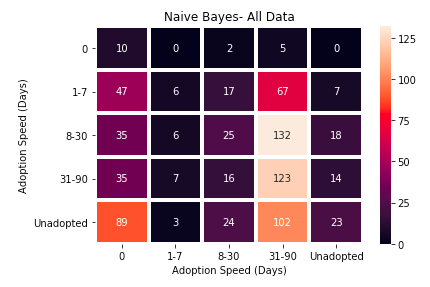 Naive Bayes- All Data
0 10 0 2 5 0
1-7 47 6 17 67 7
8-30 35 6 25 132 18
31-90 35 7 16 123 14
Unadopted 89 3 24 102 23
0 1-7 8-30 31-90 Unadopted
Adoption Speed (Days)
Adoption Speed (Days)
125
100
75
50
25
0